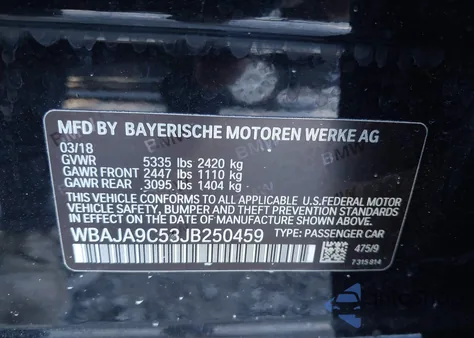 MFD BY BAYERISCHE MOTOREN WERKE AG
03/18
GVWR 5335 lbs 2420 kg
GAWR FRONT 2447 lbs 1110 kg
GAWR REAR 3095 lbs 1404 kg
THIS VEHICLE CONFORMS TO ALL APPLICABLE U.S.FEDERAL MOTOR
VEHICLE SAFETY, BUMPER, AND THEFT PREVENTION STANDARDS IN
EFFECT ON THE DATE OF MANUFACTURE SHOWN ABOVE.
WBAJA9C53JB250459 TYPE: PASSENGER CAR
475/9
7315814